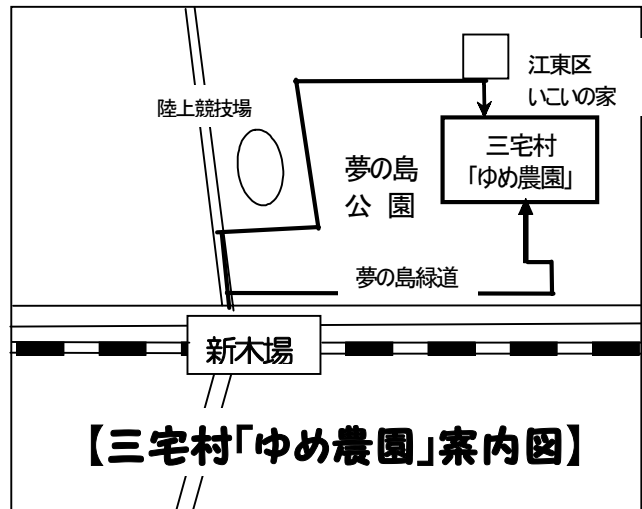 江東区
いこいの家
陸上競技場
三宅村
「ゆめ農園」
夢の島
公 園
夢の島緑道
新木場
【三宅村「ゆめ農園」案内図】